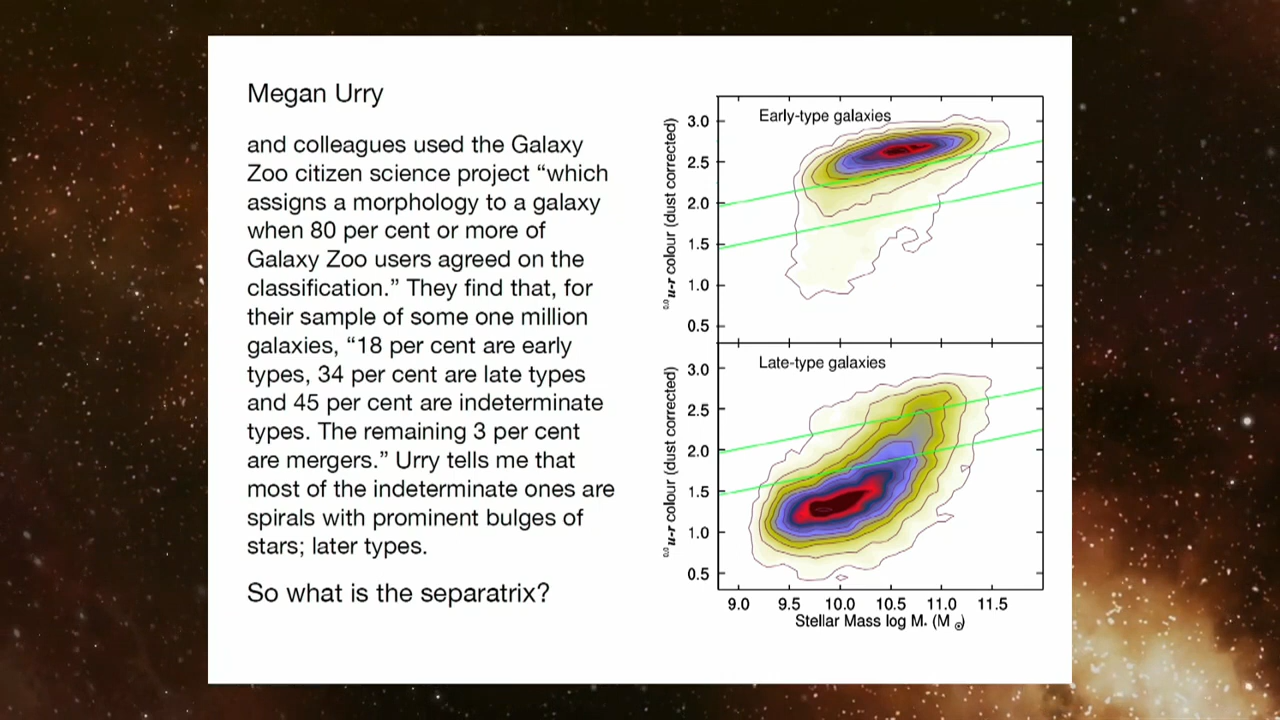 Megan Urry
and colleagues used the Galaxy
Zoo citizen science project “which
assigns a morphology to a galaxy
when 80 per cent or more of
Galaxy Zoo users agreed on the
classification.” They find that, for
their sample of some one million
galaxies, “18 per cent are early
types, 34 per cent are late types
and 45 per cent are indeterminate
types. The remaining 3 per cent
are mergers.” Urry tells me that
most of the indeterminate ones are
spirals with prominent bulges of
stars; later types.
So what is the separatrix?
Early-type galaxies
0.0 u-r colour (dust corrected)
3.0
2.5
2.0
1.5
1.0
0.5
Late-type galaxies
0.0 u-r colour (dust corrected)
3.0
2.5
2.0
1.5
1.0
0.5
9.0 9.5 10.0 10.5 11.0 11.5
Stellar Mass log M* (M☉)